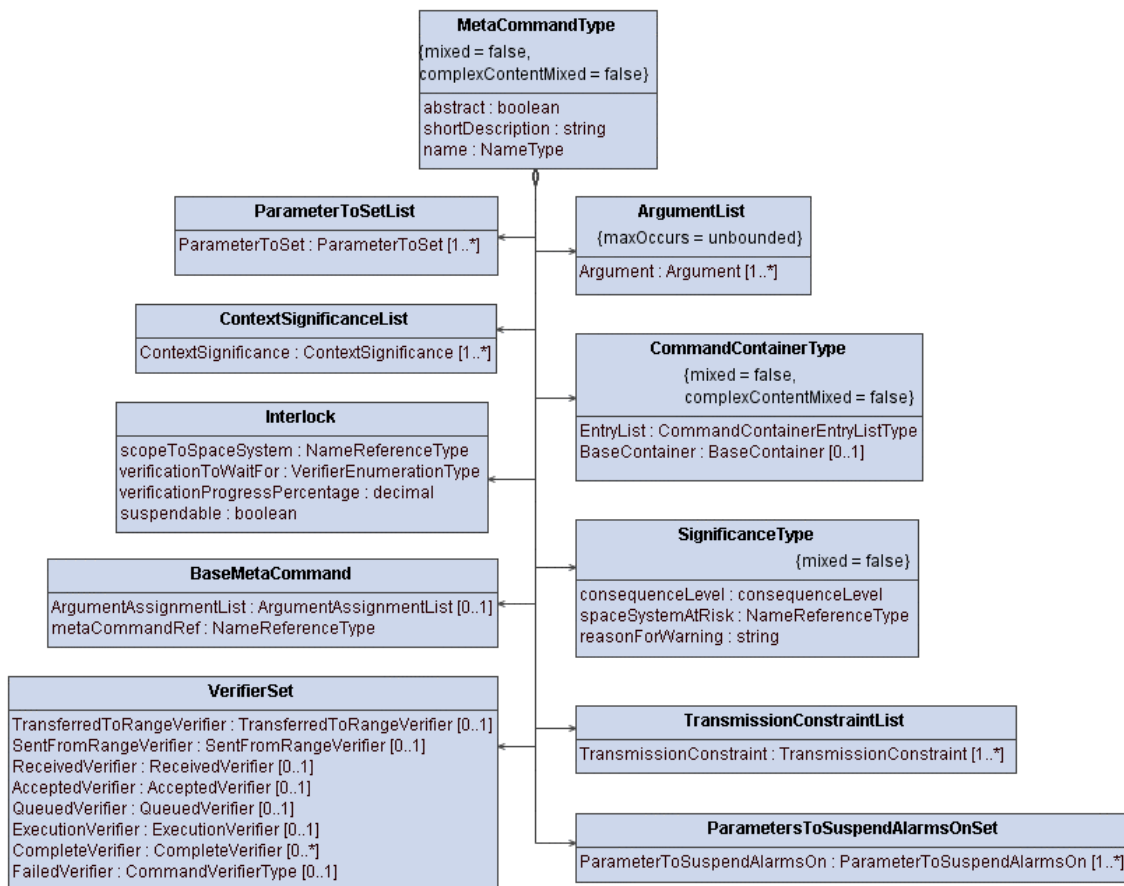 MetaCommandType
{mixed = false,
complexContentMixed = false}
abstract : boolean
shortDescription : string
name : NameType
ParameterToSetList
ParameterToSet : ParameterToSet [1..*]
ArgumentList
{maxOccurs = unbounded}
Argument : Argument [1..*]
ContextSignificanceList
ContextSignificance : ContextSignificance [1..*]
CommandContainerType
{mixed = false,
complexContentMixed = false}
EntryList : CommandContainerEntryListType
BaseContainer : BaseContainer [0..1]
Interlock
scopeToSpaceSystem : NameReferenceType
verificationToWaitFor : VerifierEnumerationType
verificationProgressPercentage : decimal
suspendable : boolean
SignificanceType
{mixed = false}
consequenceLevel : consequenceLevel
spaceSystemAtRisk : NameReferenceType
reasonForWarning : string
BaseMetaCommand
ArgumentAssignmentList : ArgumentAssignmentList [0..1]
metaCommandRef : NameReferenceType
VerifierSet
TransferredToRangeVerifier : TransferredToRangeVerifier [0..1]
SentFromRangeVerifier : SentFromRangeVerifier [0..1]
ReceivedVerifier : ReceivedVerifier [0..1]
AcceptedVerifier : AcceptedVerifier [0..1]
QueuedVerifier : QueuedVerifier [0..1]
ExecutionVerifier : ExecutionVerifier [0..1]
CompleteVerifier : CompleteVerifier [0..*]
FailedVerifier : CommandVerifierType [0..1]
TransmissionConstraintList
TransmissionConstraint : TransmissionConstraint [1..*]
ParametersToSuspendAlarmsOnSet
ParameterToSuspendAlarmsOn : ParameterToSuspendAlarmsOn [1..*]